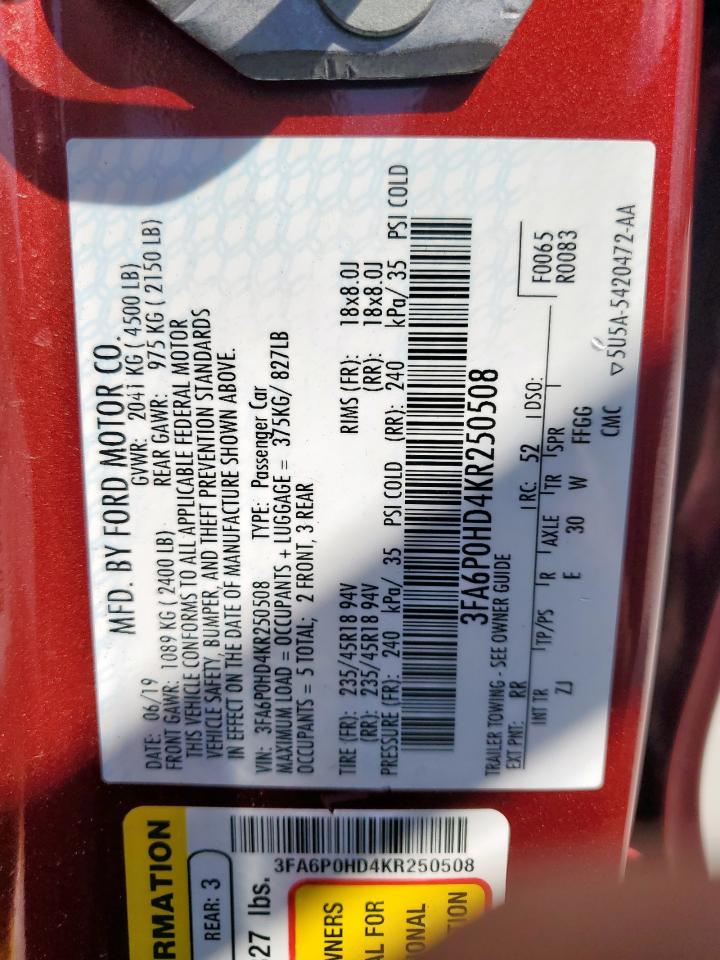 MFD. BY FORD MOTOR CO.
DATE: 06/19 GVWR: 2041 KG ( 4500 LB)
FRONT GAWR: 1089 KG ( 2400 LB) REAR GAWR: 975 KG ( 2150 LB)
THIS VEHICLE CONFORMS TO ALL APPLICABLE FEDERAL MOTOR
VEHICLE SAFETY, BUMPER, AND THEFT PREVENTION STANDARDS
IN EFFECT ON THE DATE OF MANUFACTURE SHOWN ABOVE.
VIN: 3FA6P0HD4KR250508 TYPE: Passenger Car
MAXIMUM LOAD = OCCUPANTS + LUGGAGE = 375KG/ 827LB
OCCUPANTS = 5 TOTAL; 2 FRONT, 3 REAR
TIRE (FR): 235/45R18 94V RIMS (FR): 18x8.0J
(RR): 235/45R18 94V (RR): 18x8.0J
PRESSURE (FR): 240 kPa/ 35 PSI COLD (RR): 240 kPa/ 35 PSI COLD
3FA6P0HD4KR250508
TRAILER TOWING - SEE OWNER GUIDE
EXT PNT: RR RC: 52 DSO: F0065
R0083
INT TR TP/PS R AXLE TR SPR
ZJ E 30 W FFGG
CMC ▽5U5A-5420472-AA
RMATION
REAR: 3
27 lbs.
3FA6P0HD4KR250508
WNERS
AL FOR
IONAL
TION